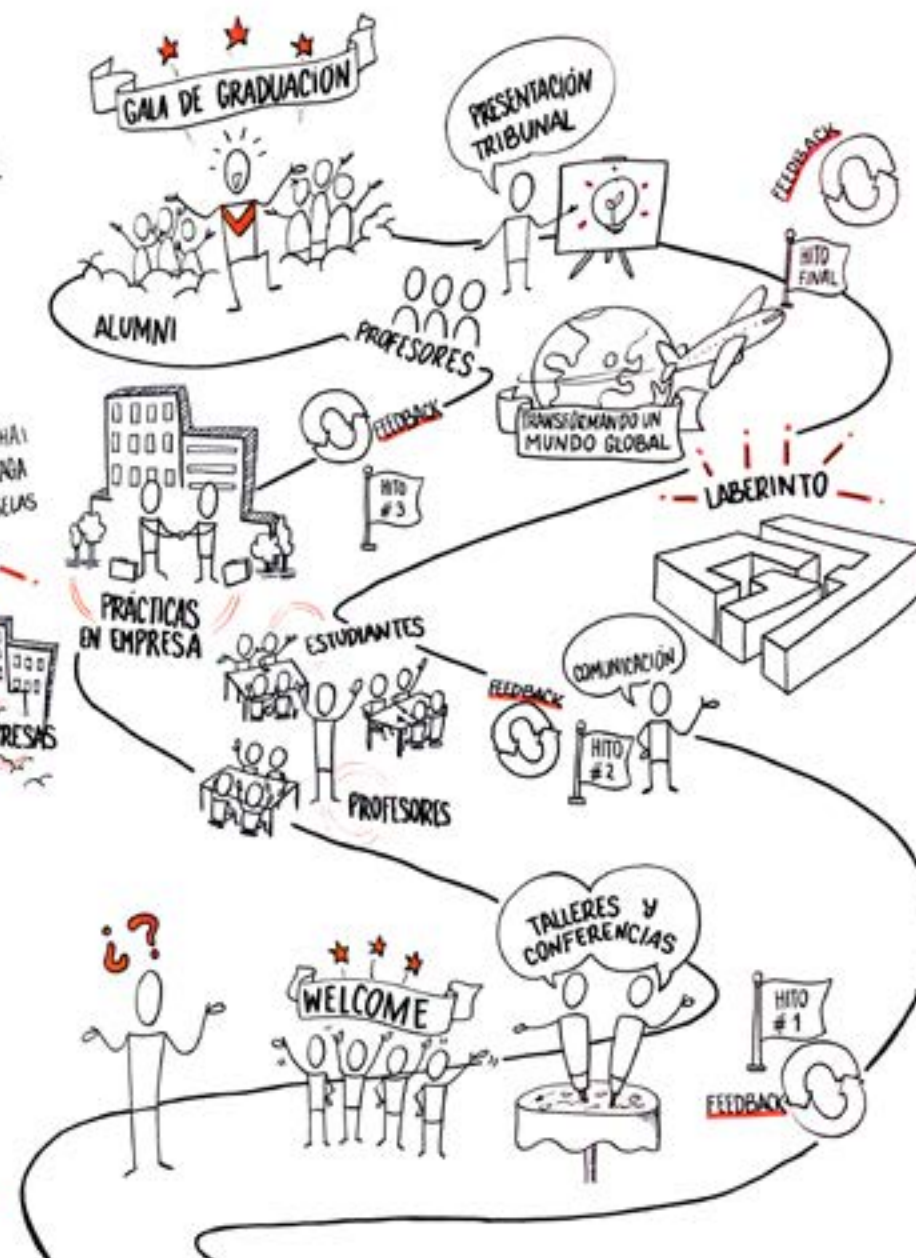 GALA DE GRADUACIÓN
PRESENTACIÓN
TRIBUNAL
FEEDBACK
HITO
FINAL
ALUMNI
PROFESORES
TRANSFORMANDO UN
MUNDO GLOBAL
FEEDBACK
HITO
#3
LABERINTO
PRÁCTICAS
EN EMPRESA
ESTUDIANTES
COMUNICACIÓN
FEEDBACK
HITO
#2
PROFESORES
TALLERES Y
CONFERENCIAS
¿?
WELCOME
HITO
#1
FEEDBACK